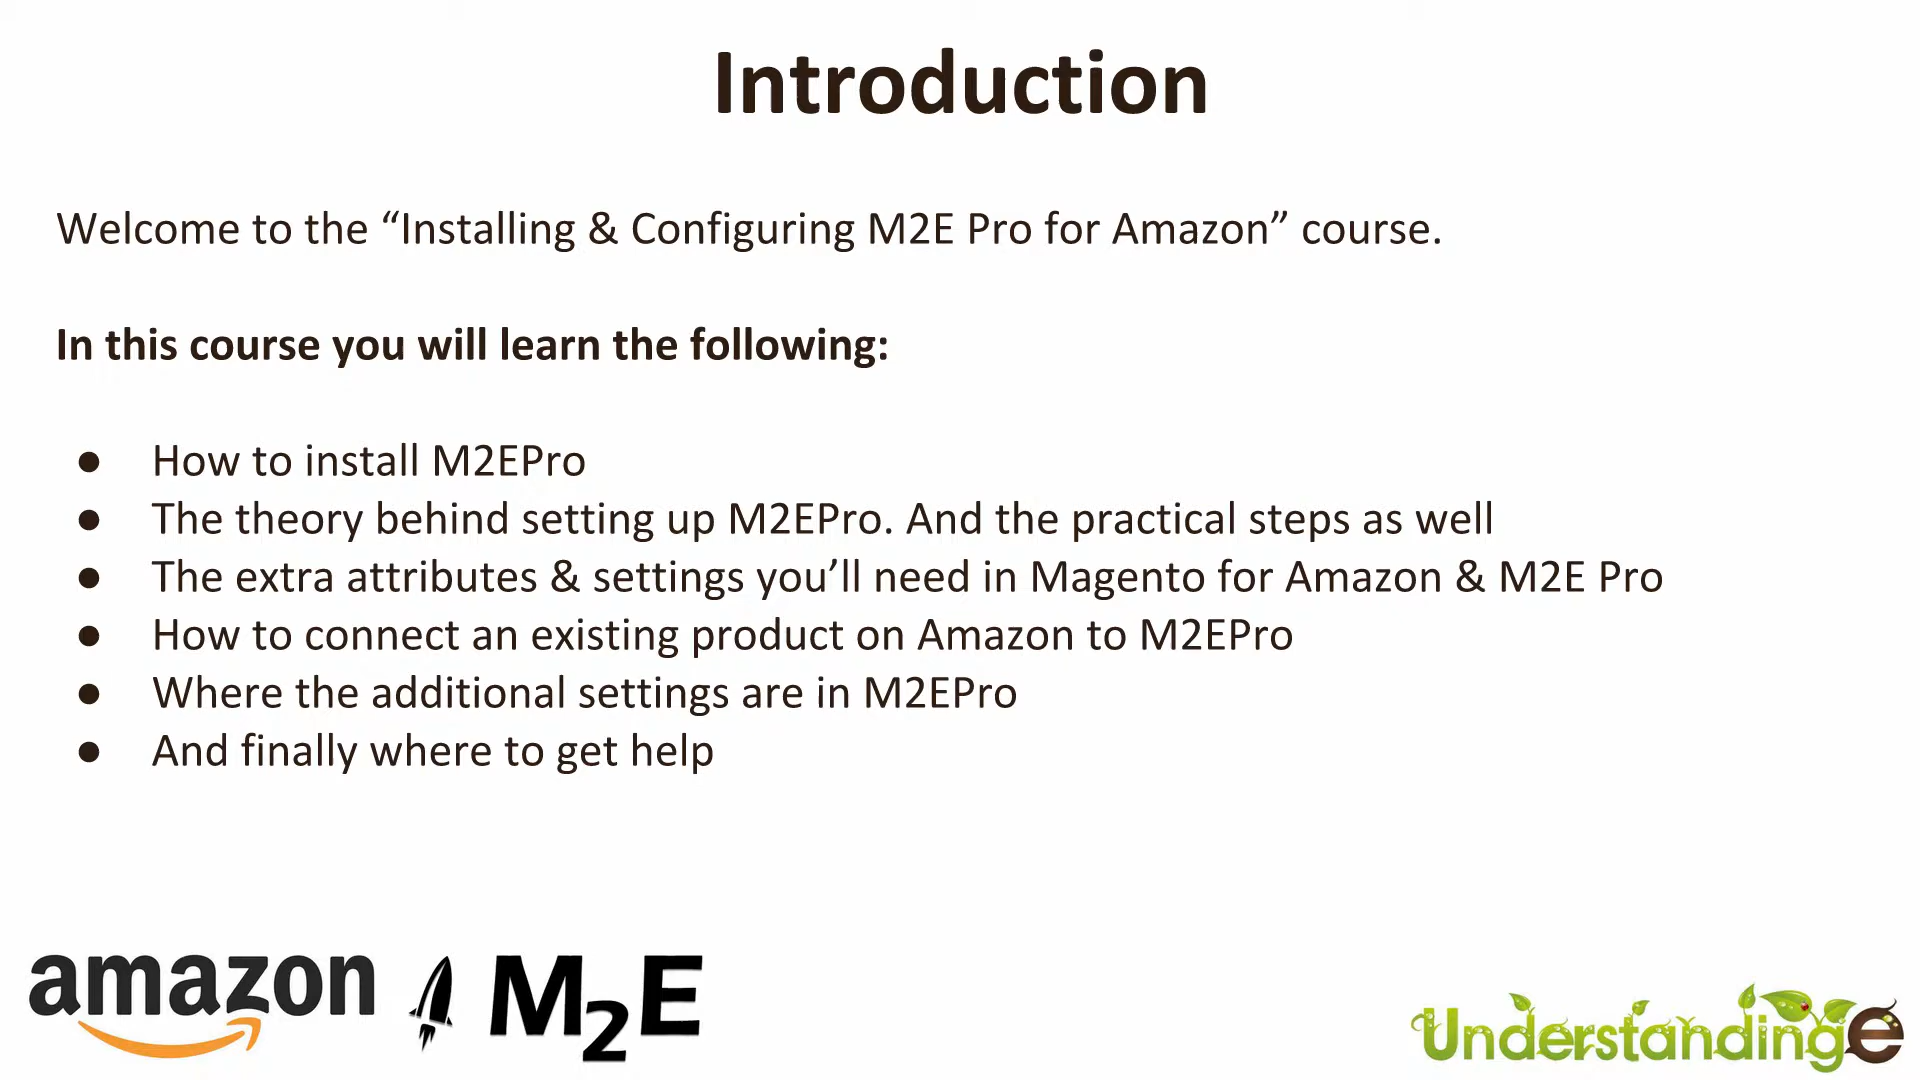 Introduction
Welcome to the “Installing & Configuring M2E Pro for Amazon” course.
In this course you will learn the following:
● How to install M2EPro
● The theory behind setting up M2EPro. And the practical steps as well
● The extra attributes & settings you’ll need in Magento for Amazon & M2E Pro
● How to connect an existing product on Amazon to M2EPro
● Where the additional settings are in M2EPro
● And finally where to get help
amazon M2E UnderstandingE